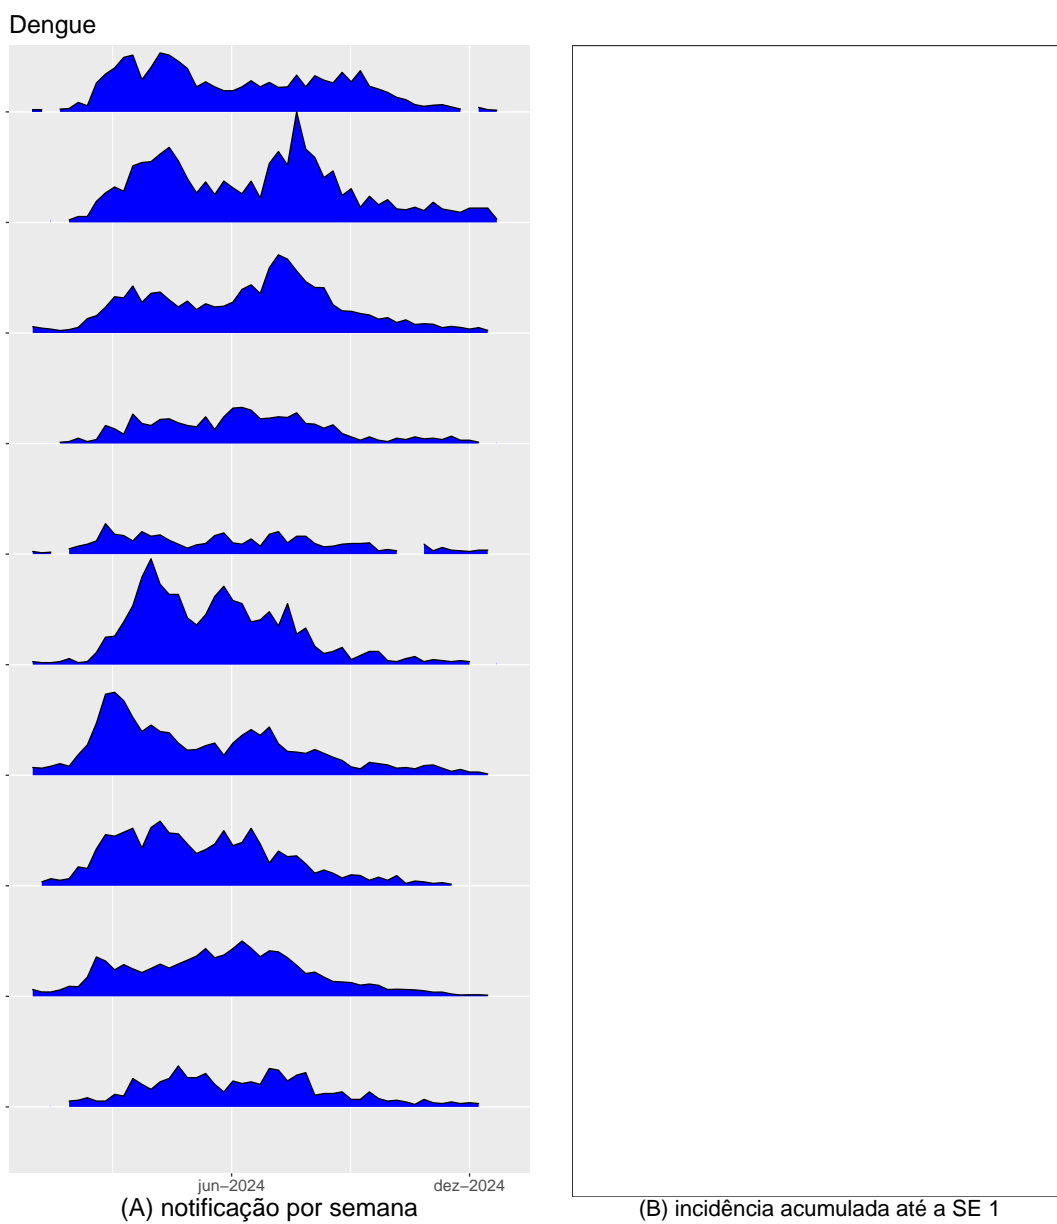 Dengue
jun−2024
dez−2024
(A) notificação por semana
(B) incidência acumulada até a SE 1